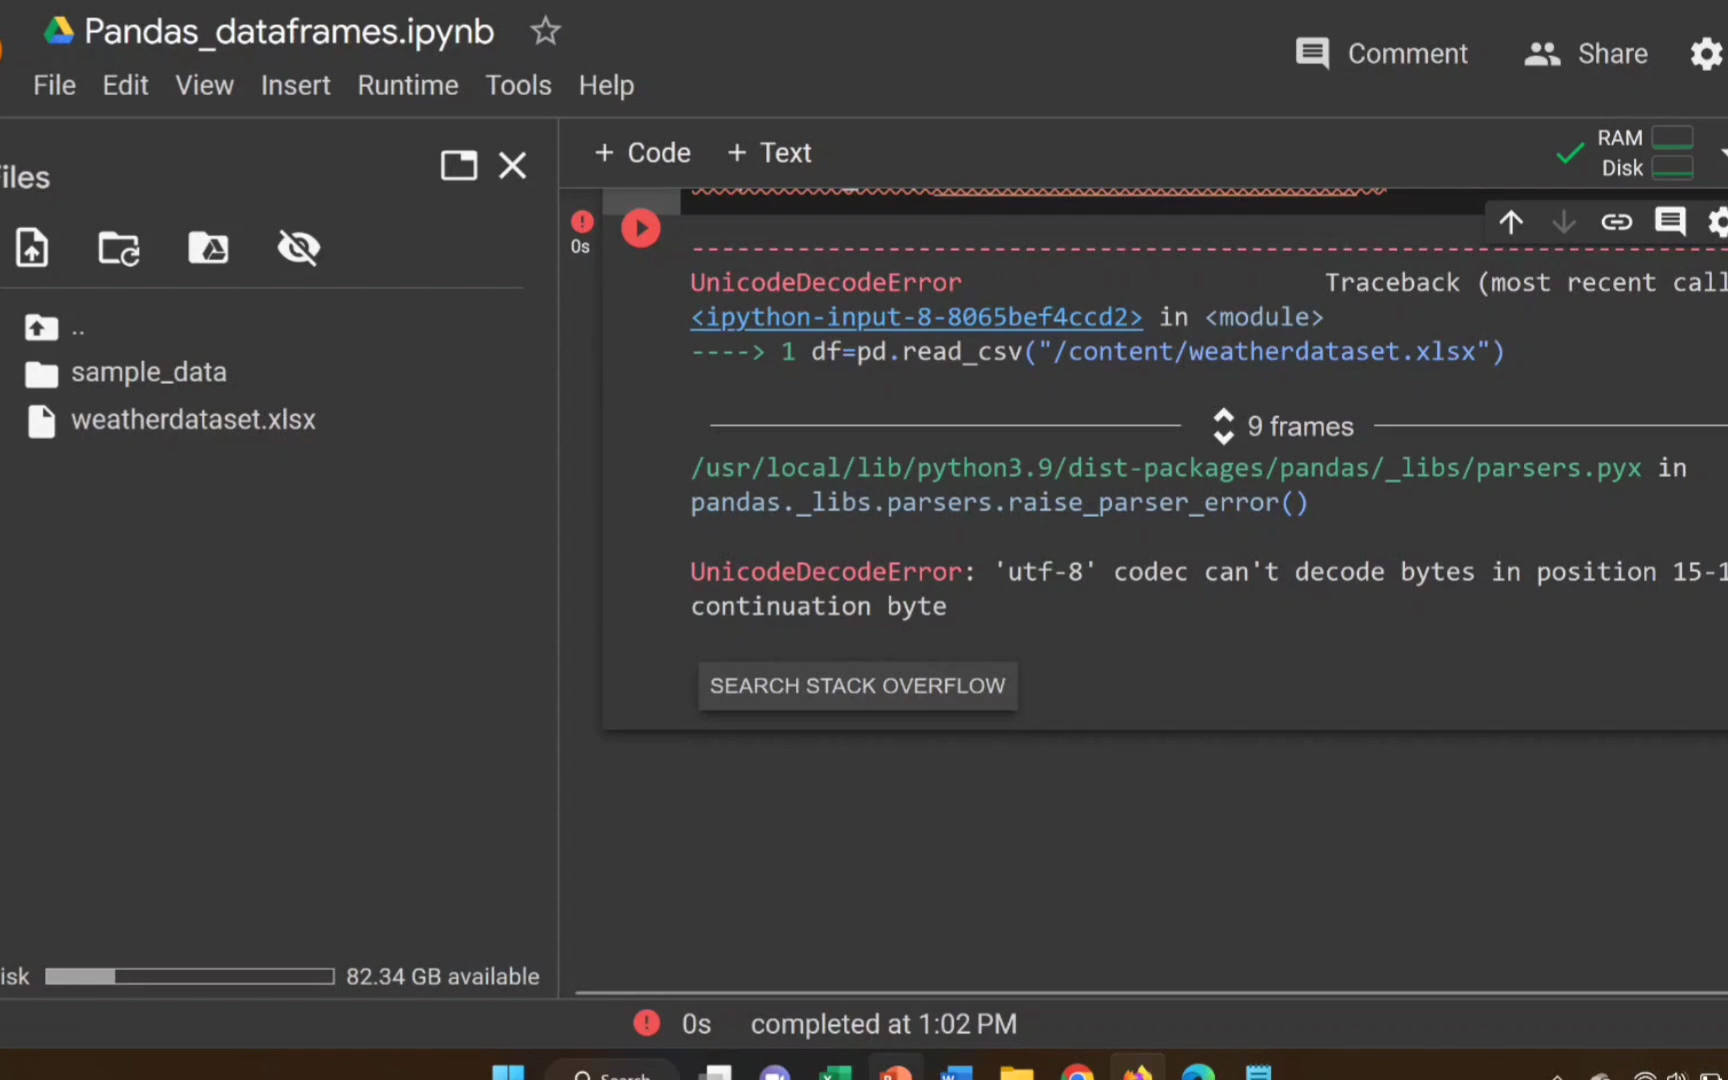 Pandas_dataframes.ipynb
File Edit View Insert Runtime Tools Help
Comment Share
+ Code + Text
RAM
Disk
iles
..
sample_data
weatherdataset.xlsx
isk 82.34 GB available
0s
UnicodeDecodeError Traceback (most recent call
<ipython-input-8-8065bef4ccd2> in <module>
----> 1 df=pd.read_csv("/content/weatherdataset.xlsx")
9 frames
/usr/local/lib/python3.9/dist-packages/pandas/_libs/parsers.pyx in
pandas._libs.parsers.raise_parser_error()
UnicodeDecodeError: 'utf-8' codec can't decode bytes in position 15-1
continuation byte
SEARCH STACK OVERFLOW
0s completed at 1:02 PM
Search